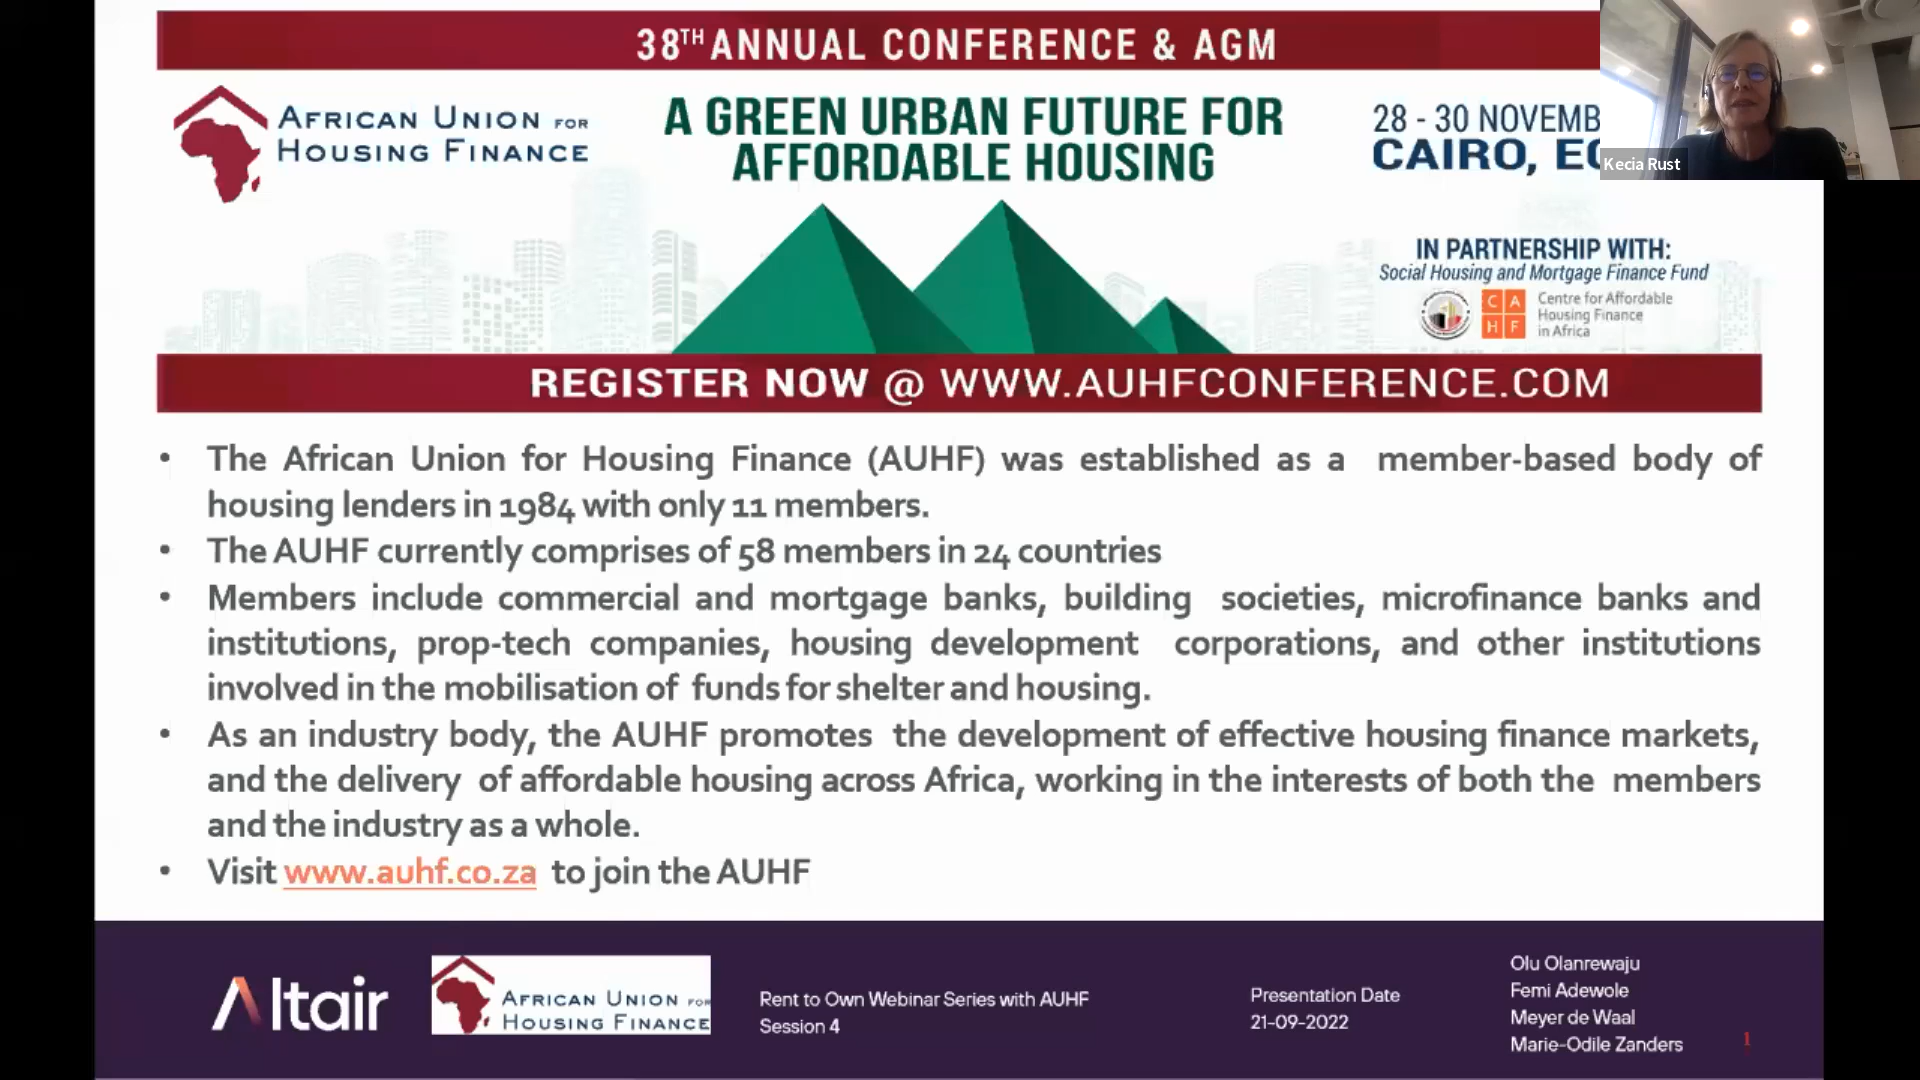 38TH ANNUAL CONFERENCE & AGM
AFRICAN UNION FOR
HOUSING FINANCE
A GREEN URBAN FUTURE FOR
AFFORDABLE HOUSING
28 - 30 NOVEMB
CAIRO, EG
Kecia Rust
IN PARTNERSHIP WITH:
Social Housing and Mortgage Finance Fund
CA
HF
Centre for Affordable
Housing Finance
in Africa
REGISTER NOW @ WWW.AUHFCONFERENCE.COM
• The African Union for Housing Finance (AUHF) was established as a member-based body of
housing lenders in 1984 with only 11 members.
• The AUHF currently comprises of 58 members in 24 countries
• Members include commercial and mortgage banks, building societies, microfinance banks and
institutions, prop-tech companies, housing development corporations, and other institutions
involved in the mobilisation of funds for shelter and housing.
• As an industry body, the AUHF promotes the development of effective housing finance markets,
and the delivery of affordable housing across Africa, working in the interests of both the members
and the industry as a whole.
• Visit www.auhf.co.za to join the AUHF
Altair
AFRICAN UNION FOR
HOUSING FINANCE
Rent to Own Webinar Series with AUHF
Session 4
Presentation Date
21-09-2022
Olu Olanrewaju
Femi Adewole
Meyer de Waal
Marie-Odile Zanders
1